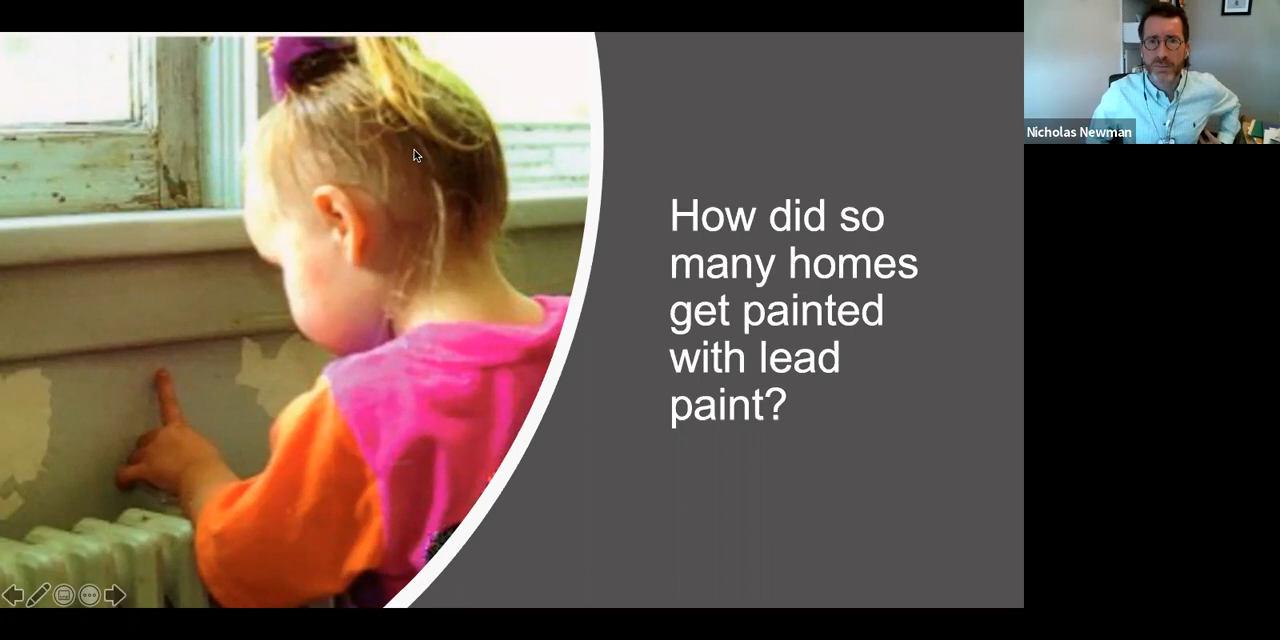 How did so
many homes
get painted
with lead
paint?
Nicholas Newman